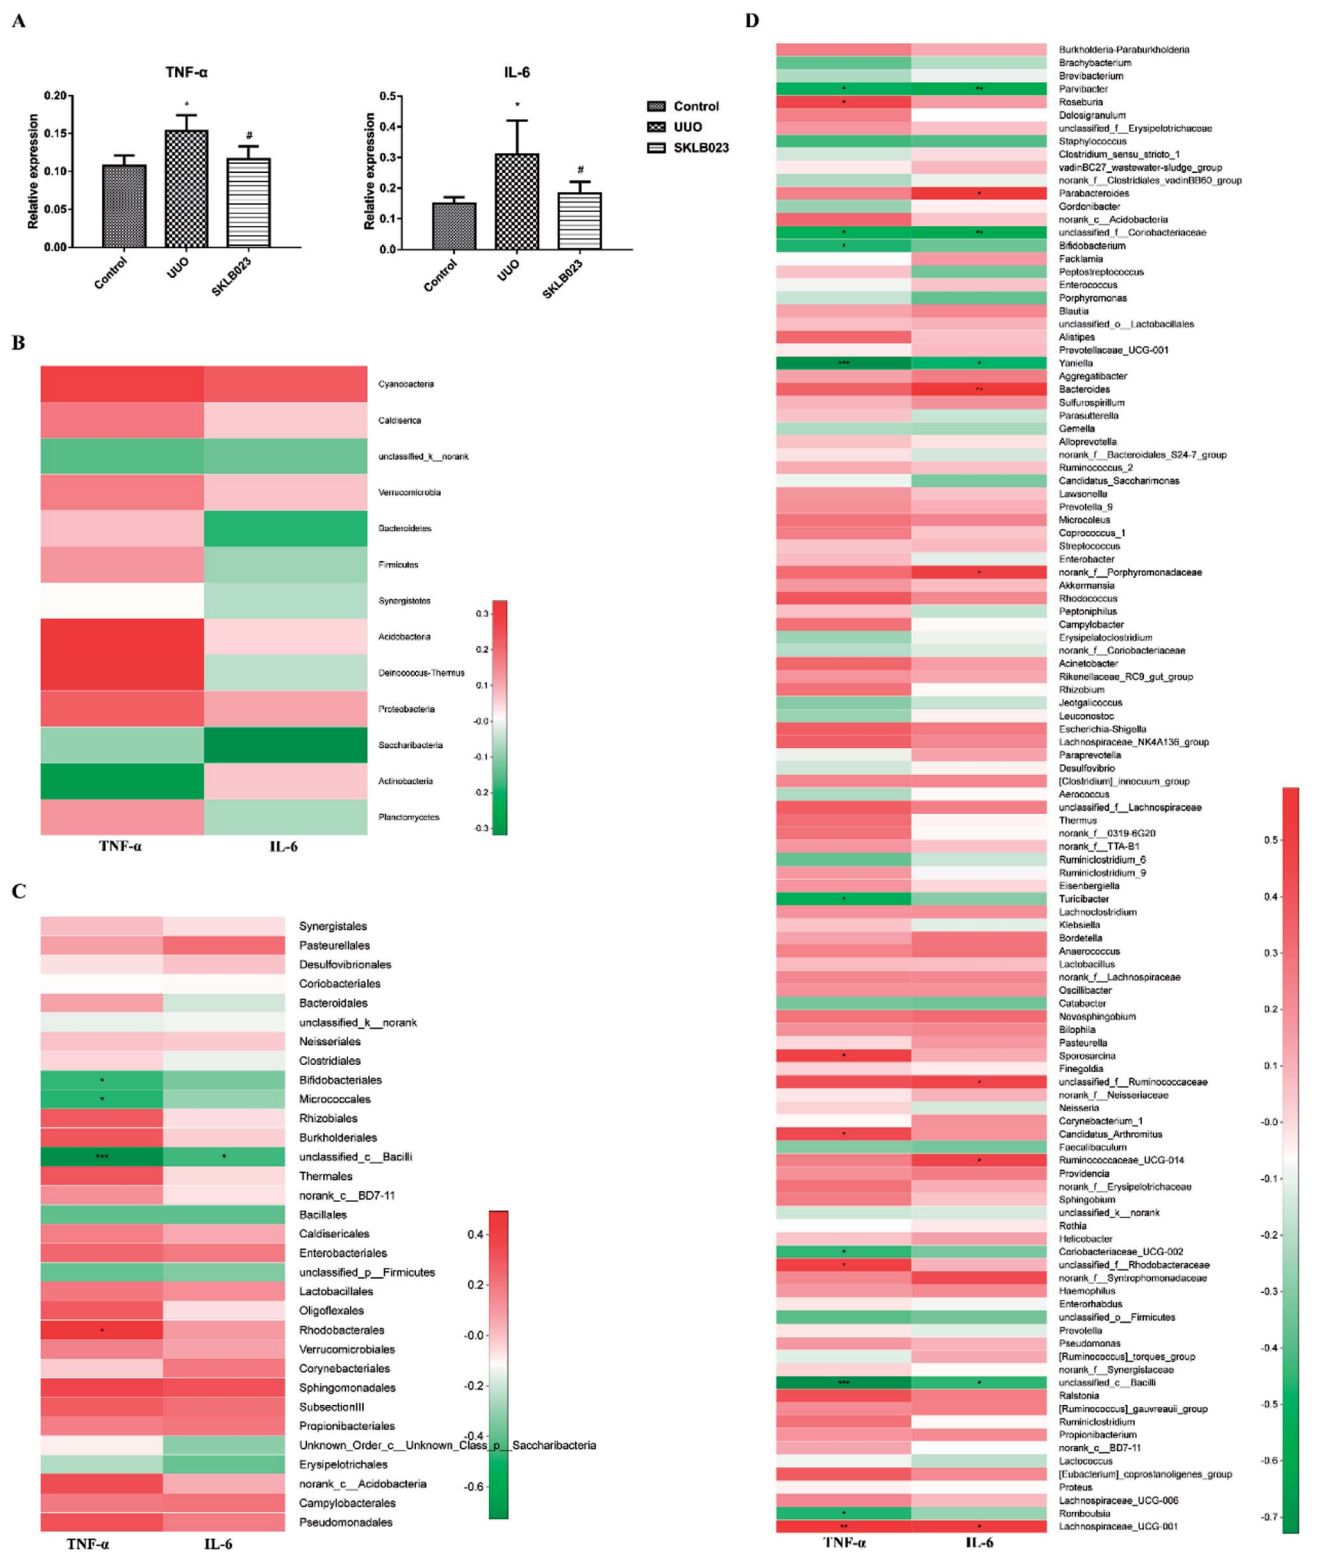 A
TNF-α
Relative expression
0.20
0.15
0.10
0.05
0.00
*
#
Control
UUO
SKLB023
IL-6
Relative expression
0.5
0.4
0.3
0.2
0.1
0.0
*
#
Control
UUO
SKLB023
Control
UUO
SKLB023
B
Cyanobacteria
Caldiserica
unclassified_k__norank
Verrucomicrobia
Bacteroidetes
Firmicutes
Synergistotos
Acidobacteria
Deinococcus-Thermus
Proteobacteria
Saccharibacteria
Actinobacteria
Planctomycetes
TNF-α
IL-6
0.3
0.2
0.1
-0.0
-0.1
-0.2
-0.3
C
Synergistales
Pasteurellales
Desulfovibrionales
Coriobacteriales
Bacteroidales
unclassified_k__norank
Neisseriales
Clostridiales
* Bifidobacteriales
* Micrococcales
Rhizobiales
Burkholderiales
*** * unclassified_c__Bacilli
Thermales
norank_c__BD7-11
Bacillales
Caldisericales
Enterobacteriales
unclassified_p__Firmicutes
Lactobacillales
Oligoflexales
* Rhodobacterales
Verrucomicrobiales
Corynebacteriales
Sphingomonadales
SubsectionIII
Propionibacteriales
Unknown_Order_c__Unknown_Class_p__Saccharibacteria
Erysipelotrichales
norank_c__Acidobacteria
Campylobacterales
Pseudomonadales
TNF-α
IL-6
0.4
0.2
-0.0
-0.2
-0.4
-0.6
D
Burkholderia-Paraburkholderia
Brachybacterium
Brevibacterium
* ** Parvibacter
* Roseburia
Dolosigranulum
unclassified_f__Erysipelotrichaceae
Staphylococcus
Clostridium_sensu_stricto_1
vadinBC27_wastewater-sludge_group
norank_f__Clostridiales_vadinBB60_group
* Parabacteroides
Gordonibacter
norank_c__Acidobacteria
* ** unclassified_f__Coriobacteriaceae
* Bifidobacterium
Facklamia
Peptostreptococcus
Enterococcus
Porphyromonas
Blautia
unclassified_o__Lactobacillales
Alistipes
Prevotellaceae_UCG-001
*** * Yaniella
Aggregatibacter
** Bacteroides
Sulfurospirillum
Parasutterella
Gemella
Alloprevotella
norank_f__Bacteroidales_S24-7_group
Ruminococcus_2
Candidatus_Saccharimonas
Lawsonella
Prevotella_9
Microcoleus
Coprococcus_1
Streptococcus
Enterobacter
* norank_f__Porphyromonadaceae
Akkermansia
Rhodococcus
Peptoniphilus
Campylobacter
Erysipelatoclostridium
norank_f__Coriobacteriaceae
Acinetobacter
Rikenellaceae_RC9_gut_group
Rhizobium
Jeotgalicoccus
Leuconostoc
Escherichia-Shigella
Lachnospiraceae_NK4A136_group
Paraprevotella
Desulfovibrio
[Clostridium]_innocuum_group
Aerococcus
unclassified_f__Lachnospiraceae
Thermus
norank_f__0319-6G20
norank_f__TTA-B1
Ruminiclostridium_6
Ruminiclostridium_9
Eisenbergiella
* Turicibacter
Lachnoclostridium
Klebsiella
Bordetella
Anaerococcus
Lactobacillus
norank_f__Lachnospiraceae
Oscillibacter
Catabacter
Novosphingobium
Bilophila
Pasteurella
* Sporosarcina
Finegoldia
* unclassified_f__Ruminococcaceae
norank_f__Neisseriaceae
Neisseria
Corynebacterium_1
* Candidatus_Arthromitus
Faecalibaculum
* Ruminococcaceae_UCG-014
Providencia
norank_f__Erysipelotrichaceae
Sphingobium
unclassified_k__norank
Rothia
Helicobacter
* Coriobacteriaceae_UCG-002
* unclassified_f__Rhodobacteraceae
norank_f__Syntrophomonadaceae
Haemophilus
Enterorhabdus
unclassified_p__Firmicutes
Prevotella
Pseudomonas
[Ruminococcus]_torques_group
norank_f__Synergistaceae
*** * unclassified_c__Bacilli
Ralstonia
[Ruminococcus]_gauvreauii_group
Ruminiclostridium
Propionibacterium
norank_c__BD7-11
Lactococcus
[Eubacterium]_coprostanoligenes_group
Proteus
Lachnospiraceae_UCG-006
* Romboutsia
** * Lachnospiraceae_UCG-001
TNF-α
IL-6
0.5
0.4
0.3
0.2
0.1
-0.0
-0.1
-0.2
-0.3
-0.4
-0.5
-0.6
-0.7